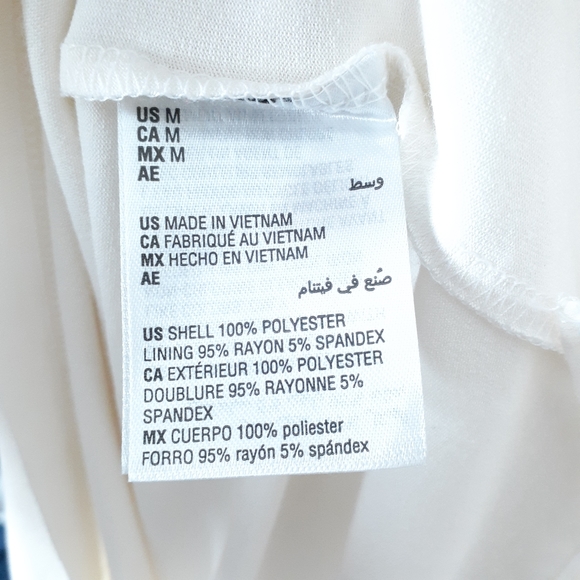 US M
CA M
MX M
AE
وسط
US MADE IN VIETNAM
CA FABRIQUÉ AU VIETNAM
MX HECHO EN VIETNAM
AE
صُنع في فيتنام
US SHELL 100% POLYESTER
LINING 95% RAYON 5% SPANDEX
CA EXTÉRIEUR 100% POLYESTER
DOUBLURE 95% RAYONNE 5%
SPANDEX
MX CUERPO 100% poliester
FORRO 95% rayón 5% spándex